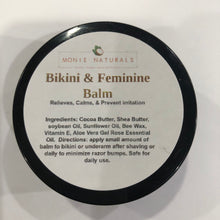 MONIE NATURALS
Bikini & Feminine
Balm
Relieves, Calms, & Prevent irritation
Ingredients: Cocoa Butter, Shea Butter,
soybean Oil, Sunflower Oil, Bee Wax,
Vitamin E, Aloe Vera Gel Rose Essential
Oil. Directions: apply small amount of
balm to bikini or underarm after shaving or
daily to minimize razor bumps. Safe for
daily use.